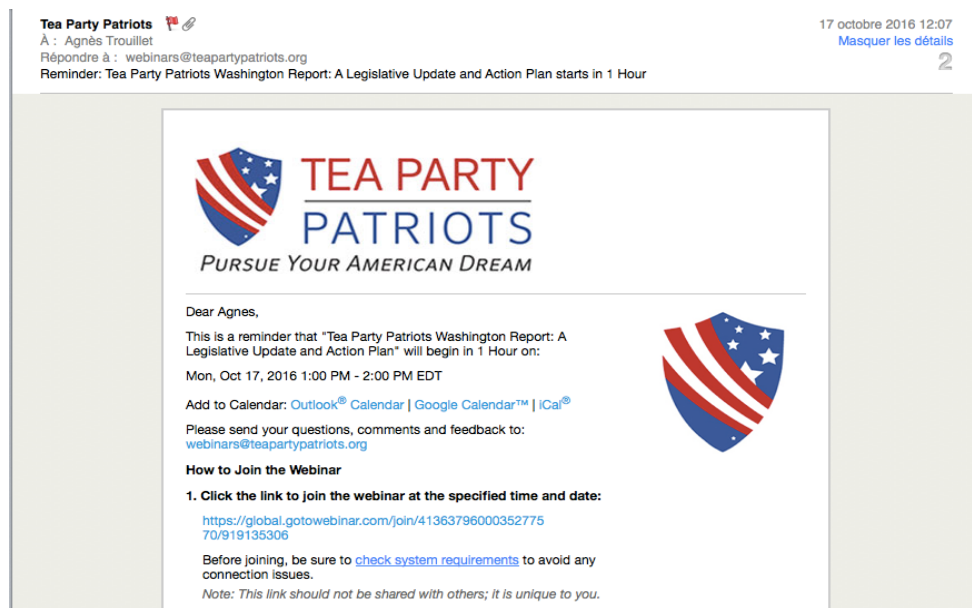 Tea Party Patriots
17 octobre 2016 12:07
À : Agnès Trouillet
Masquer les détails
Répondre à : webinars@teapartypatriots.org
2
Reminder: Tea Party Patriots Washington Report: A Legislative Update and Action Plan starts in 1 Hour
TEA PARTY
PATRIOTS
PURSUE YOUR AMERICAN DREAM
Dear Agnes,
This is a reminder that "Tea Party Patriots Washington Report: A
Legislative Update and Action Plan" will begin in 1 Hour on:
Mon, Oct 17, 2016 1:00 PM - 2:00 PM EDT
Add to Calendar: Outlook® Calendar | Google Calendar™ | iCal®
Please send your questions, comments and feedback to:
webinars@teapartypatriots.org
How to Join the Webinar
1. Click the link to join the webinar at the specified time and date:
https://global.gotowebinar.com/join/41363796000352775
70/919135306
Before joining, be sure to check system requirements to avoid any
connection issues.
Note: This link should not be shared with others; it is unique to you.